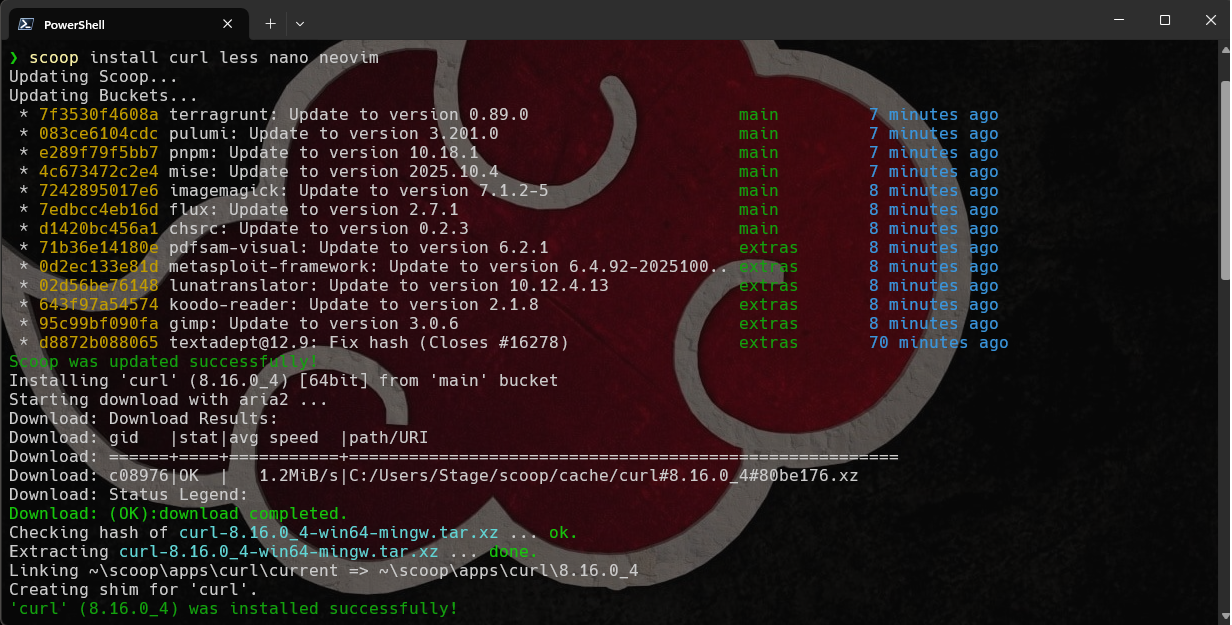 PowerShell
❯ scoop install curl less nano neovim
Updating Scoop...
Updating Buckets...
 * 7f3530f4608a terragrunt: Update to version 0.89.0                     main         7 minutes ago
 * 083ce6104cdc pulumi: Update to version 3.201.0                        main         7 minutes ago
 * e289f79f5bb7 pnpm: Update to version 10.18.1                          main         7 minutes ago
 * 4c673472c2e4 mise: Update to version 2025.10.4                        main         7 minutes ago
 * 7242895017e6 imagemagick: Update to version 7.1.2-5                   main         8 minutes ago
 * 7edbcc4eb16d flux: Update to version 2.7.1                            main         8 minutes ago
 * d1420bc456a1 chsrc: Update to version 0.2.3                           main         8 minutes ago
 * 71b36e14180e pdfsam-visual: Update to version 6.2.1                   extras       8 minutes ago
 * 0d2ec133e81d metasploit-framework: Update to version 6.4.92-2025100.. extras       8 minutes ago
 * 02d56be76148 lunatranslator: Update to version 10.12.4.13             extras       8 minutes ago
 * 643f97a54574 koodo-reader: Update to version 2.1.8                    extras       8 minutes ago
 * 95c99bf090fa gimp: Update to version 3.0.6                            extras       8 minutes ago
 * d8872b088065 textadept@12.9: Fix hash (Closes #16278)                 extras       70 minutes ago
Scoop was updated successfully!
Installing 'curl' (8.16.0_4) [64bit] from 'main' bucket
Starting download with aria2 ...
Download: Download Results:
Download: gid   |stat|avg speed  |path/URI
Download: ======+====+===========+=======================================================
Download: c08976|OK  |   1.2MiB/s|C:/Users/Stage/scoop/cache/curl#8.16.0_4#80be176.xz
Download: Status Legend:
Download: (OK):download completed.
Checking hash of curl-8.16.0_4-win64-mingw.tar.xz ... ok.
Extracting curl-8.16.0_4-win64-mingw.tar.xz ... done.
Linking ~\scoop\apps\curl\current => ~\scoop\apps\curl\8.16.0_4
Creating shim for 'curl'.
'curl' (8.16.0_4) was installed successfully!